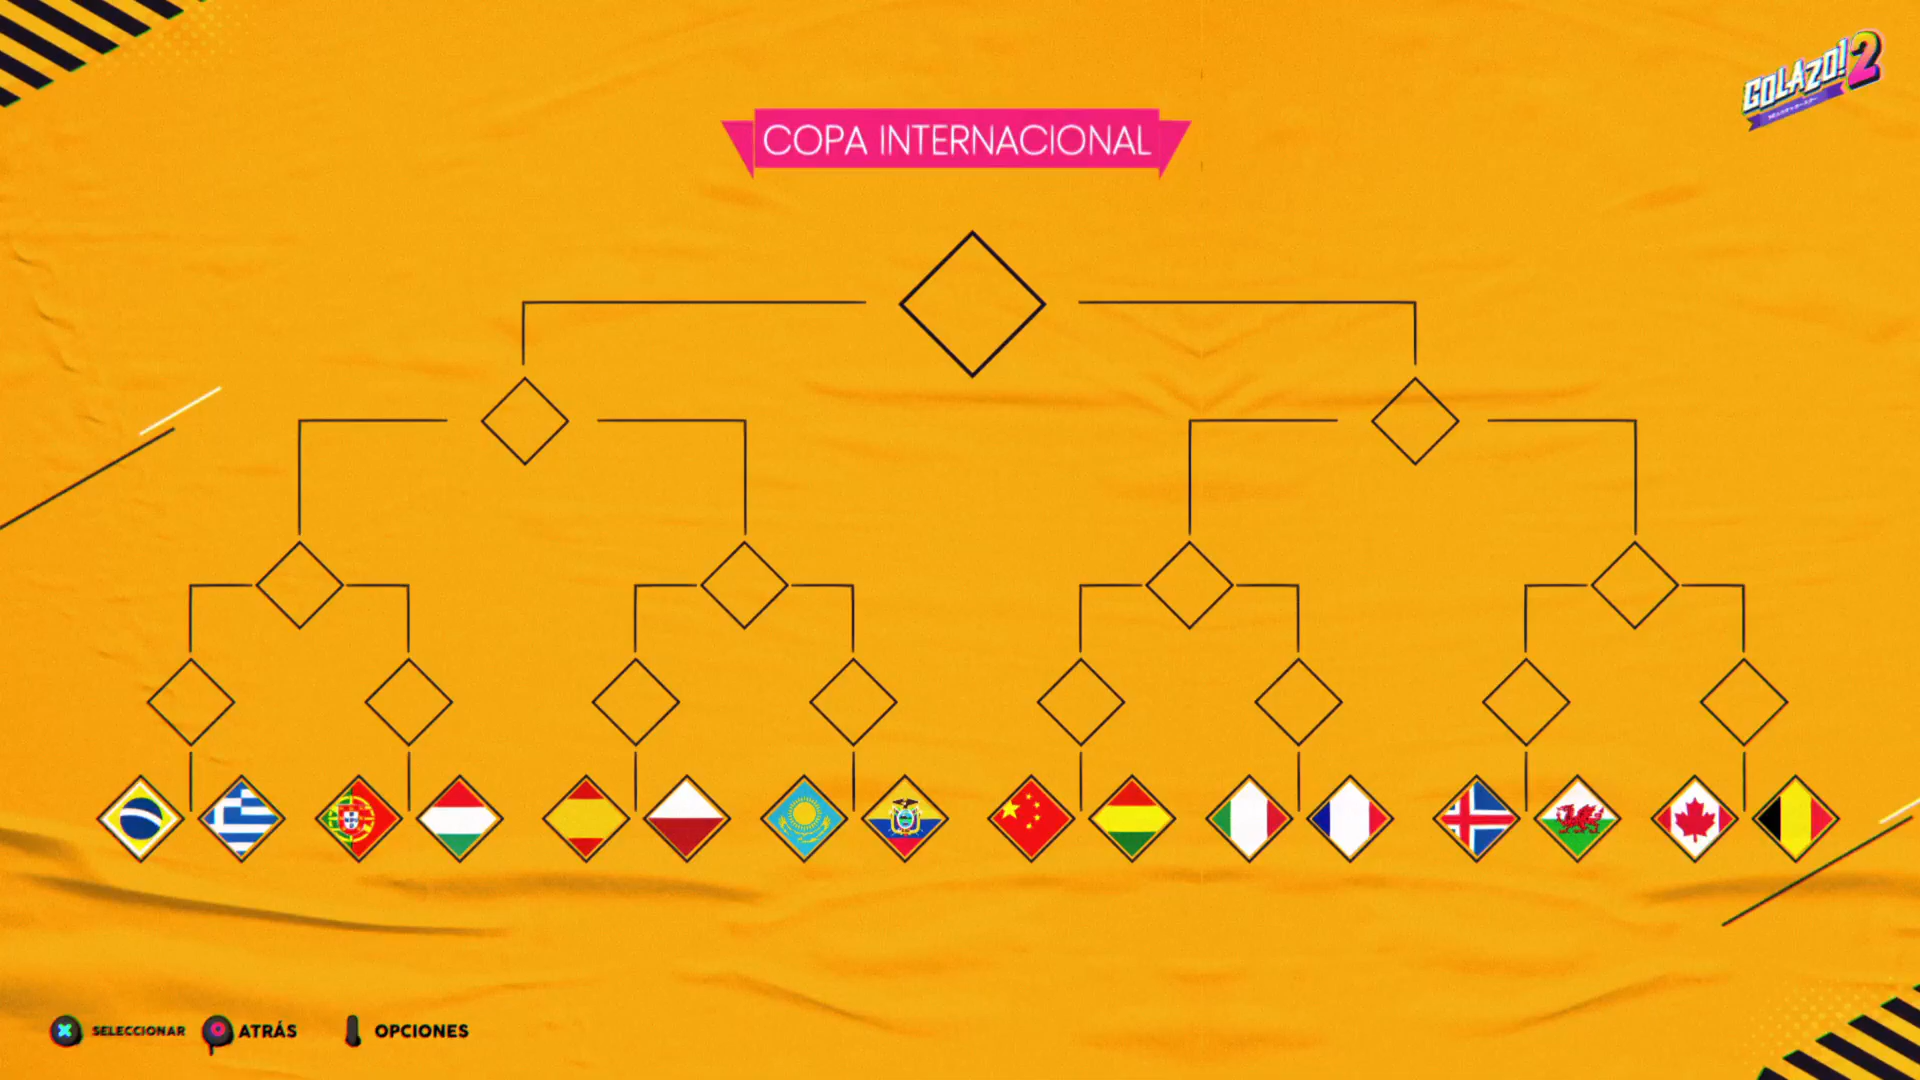 GOLAZO! 2
COPA INTERNACIONAL
SELECCIONAR
ATRÁS
OPCIONES